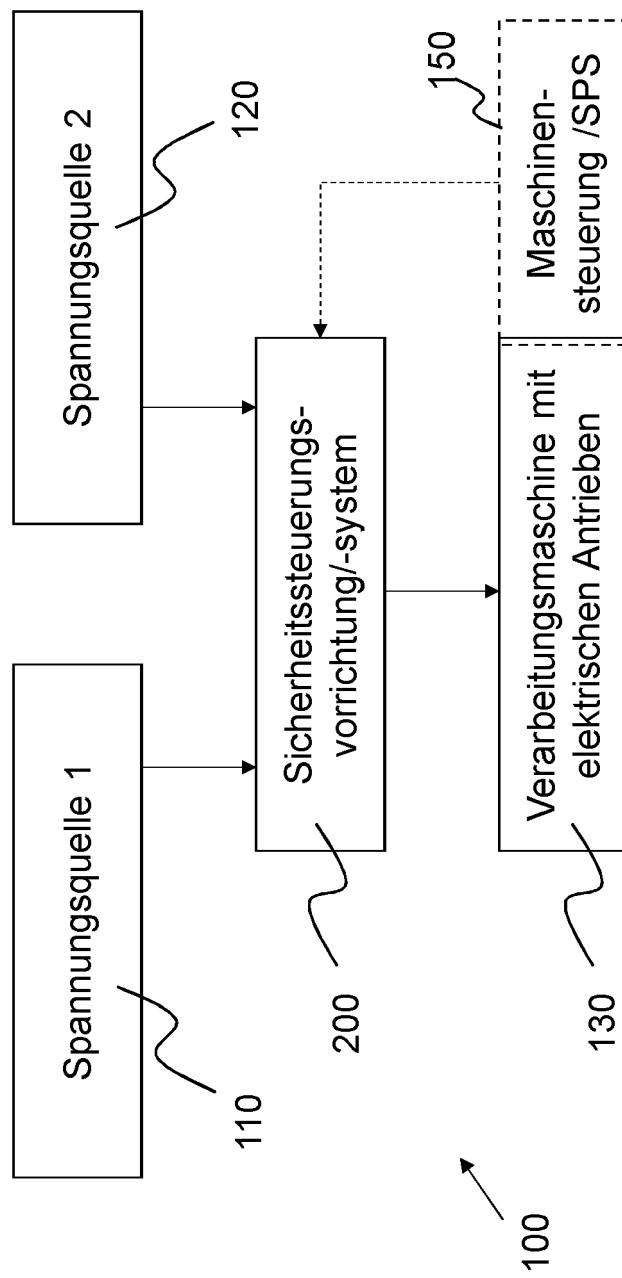 Spannungsquelle 1
110
Spannungsquelle 2
120
Sicherheitssteuerungs-
vorrichtung/-system
200
150
Verarbeitungsmaschine mit
elektrischen Antrieben
130
Maschinen-
steuerung /SPS
100